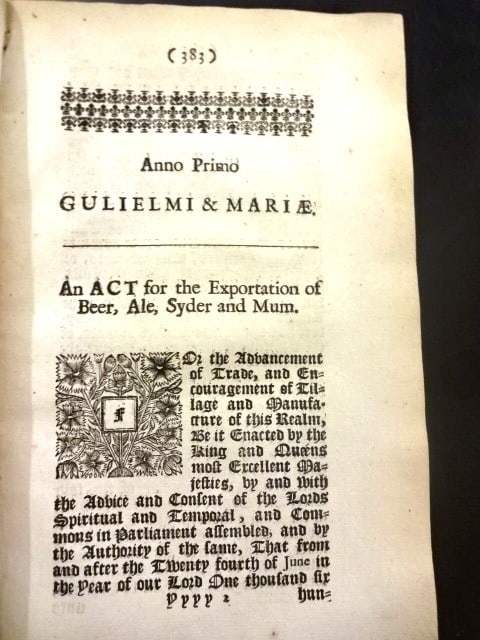 (383)
Anno Primo
GULIELMI & MARIÆ.
An ACT for the Exportation of
Beer, Ale, Syder and Mum.
FOr the Advancement
of Trade, and En=
couragement of Til=
lage and Manufa=
cture of this Realm,
Be it Enacted by the
King and Queens
most Excellent Ma=
jesties, by and with
the Advice and Consent of the Lords
Spiritual and Temporal, and Com=
mons in Parliament assembled, and by
the Authority of the same, That from
and after the Twenty fourth of June in
the Year of our Lord One thousand six
Yyyy 2 hun=